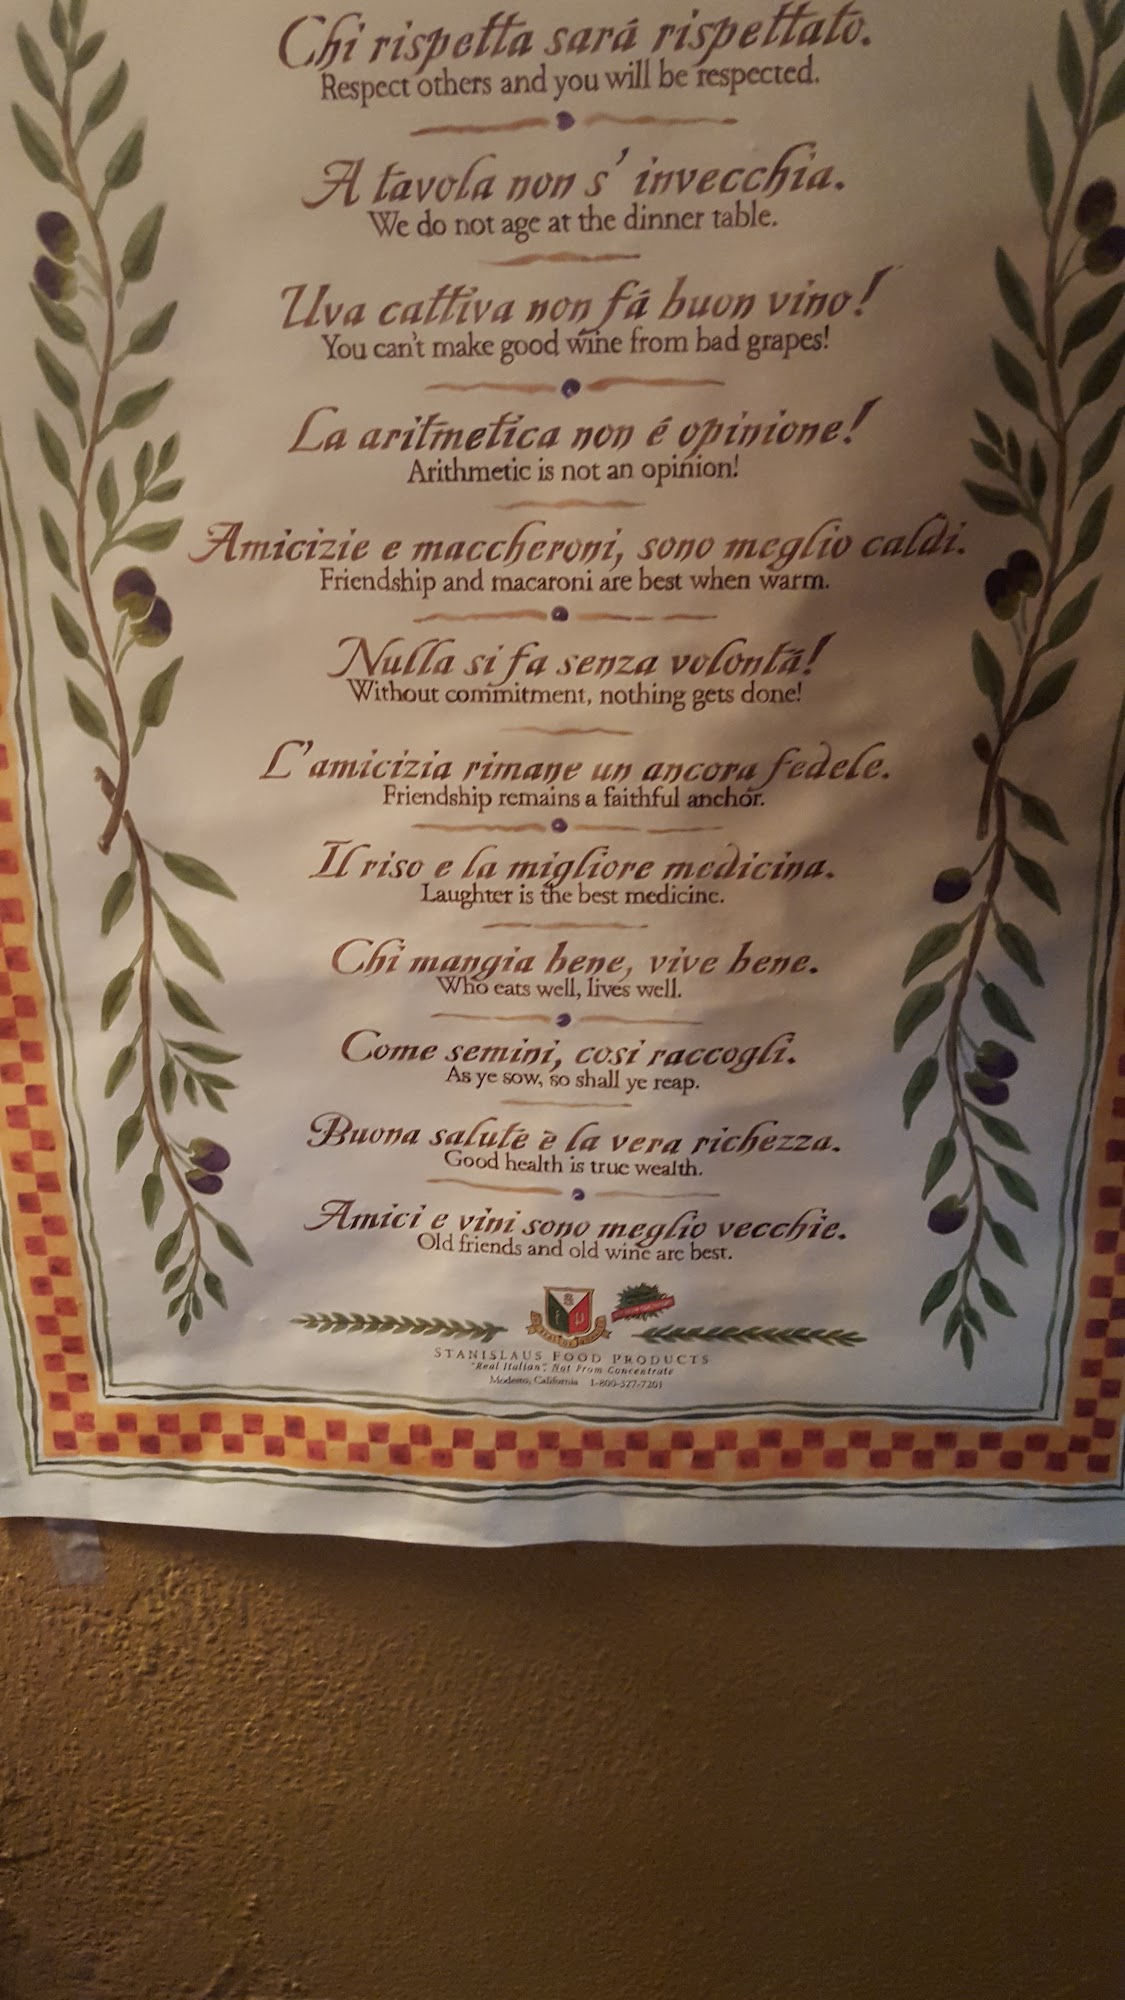 Chi rispetta sará rispettato.
Respect others and you will be respected.
A tavola non s' invecchia.
We do not age at the dinner table.
Uva cattiva non fá buon vino!
You can't make good wine from bad grapes!
La aritmetica non é opinione!
Arithmetic is not an opinion!
Amicizie e maccheroni, sono meglio caldi.
Friendship and macaroni are best when warm.
Nulla si fa senza volontá!
Without commitment, nothing gets done!
L'amicizia rimane un ancora fedele.
Friendship remains a faithful anchor.
Il riso e la migliore medicina.
Laughter is the best medicine.
Chi mangia bene, vive bene.
Who eats well, lives well.
Come semini, cosi raccogli.
As ye sow, so shall ye reap.
Buona salute è la vera richezza.
Good health is true wealth.
Amici e vini sono meglio vecchie.
Old friends and old wine are best.
STANISLAUS FOOD PRODUCTS
"Real Italian", Not From Concentrate
Modesto, California 1-800-327-7201